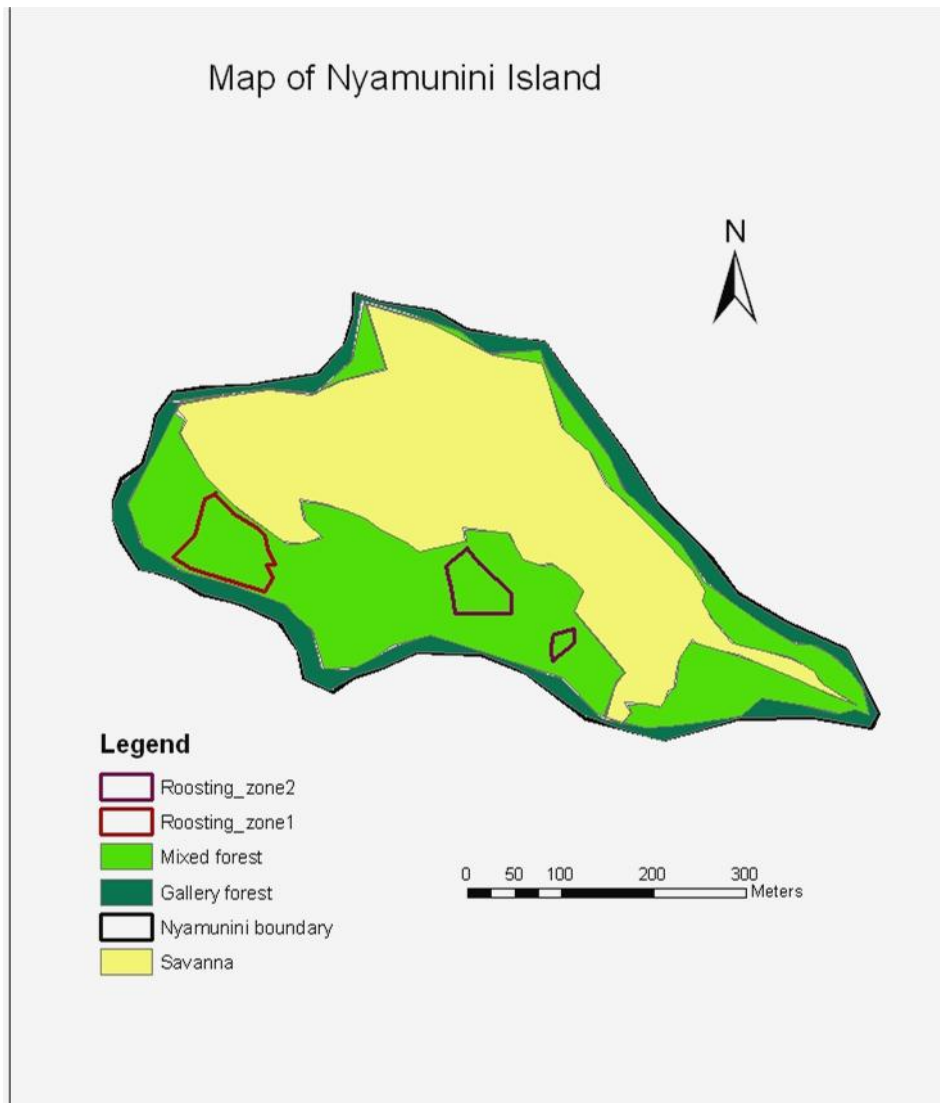 Map of Nyamunini Island
N
Legend
Roosting_zone2
Roosting_zone1
Mixed forest
Gallery forest
Nyamunini boundary
Savanna
0 50 100 200 300
Meters